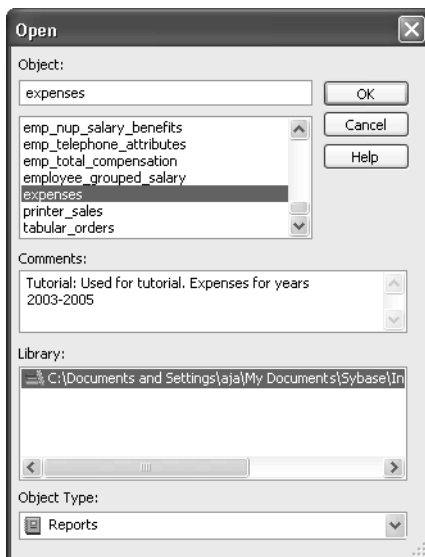 Open
Object:
expenses
OK
emp_nup_salary_benefits
emp_telephone_attributes
emp_total_compensation
employee_grouped_salary
expenses
printer_sales
tabular_orders
Cancel
Help
Comments:
Tutorial: Used for tutorial. Expenses for years
2003-2005
Library:
C:\Documents and Settings\aja\My Documents\Sybase\In
Object Type:
Reports